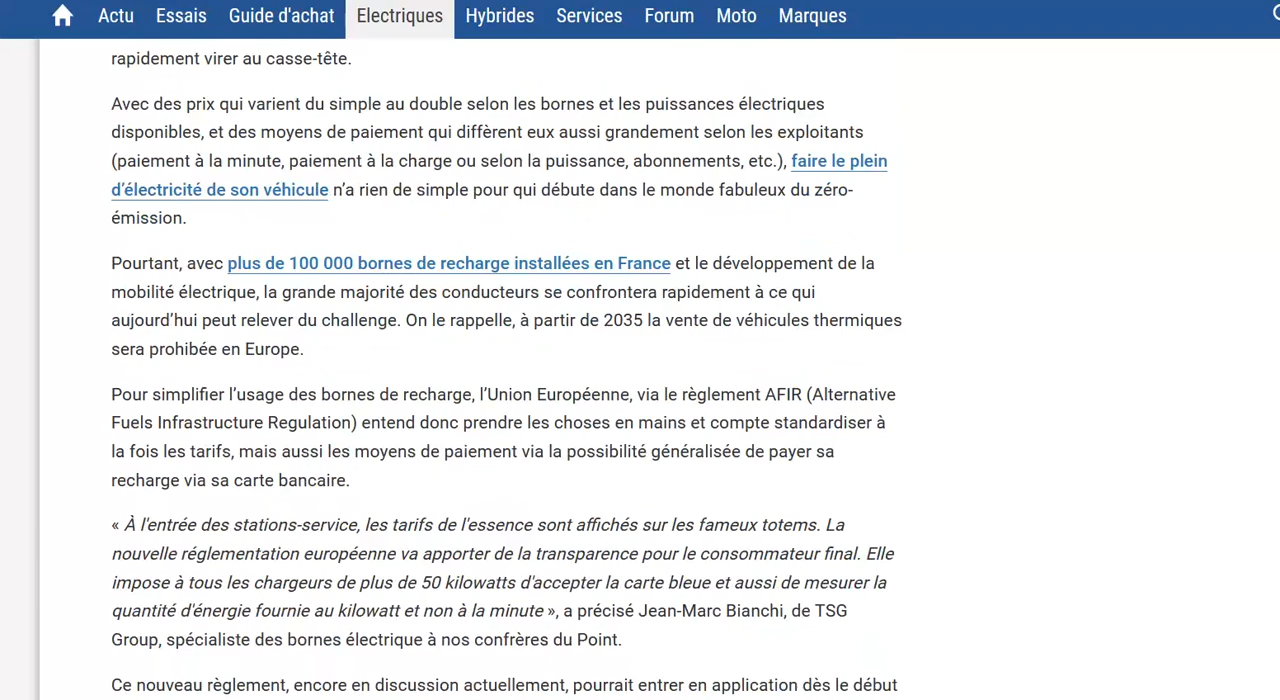 Actu Essais Guide d'achat Electriques Hybrides Services Forum Moto Marques
rapidement virer au casse-tête.
Avec des prix qui varient du simple au double selon les bornes et les puissances électriques
disponibles, et des moyens de paiement qui diffèrent eux aussi grandement selon les exploitants
(paiement à la minute, paiement à la charge ou selon la puissance, abonnements, etc.), faire le plein
d’électricité de son véhicule n’a rien de simple pour qui débute dans le monde fabuleux du zéro-
émission.
Pourtant, avec plus de 100 000 bornes de recharge installées en France et le développement de la
mobilité électrique, la grande majorité des conducteurs se confrontera rapidement à ce qui
aujourd’hui peut relever du challenge. On le rappelle, à partir de 2035 la vente de véhicules thermiques
sera prohibée en Europe.
Pour simplifier l’usage des bornes de recharge, l’Union Européenne, via le règlement AFIR (Alternative
Fuels Infrastructure Regulation) entend donc prendre les choses en mains et compte standardiser à
la fois les tarifs, mais aussi les moyens de paiement via la possibilité généralisée de payer sa
recharge via sa carte bancaire.
« À l'entrée des stations-service, les tarifs de l'essence sont affichés sur les fameux totems. La
nouvelle réglementation européenne va apporter de la transparence pour le consommateur final. Elle
impose à tous les chargeurs de plus de 50 kilowatts d'accepter la carte bleue et aussi de mesurer la
quantité d'énergie fournie au kilowatt et non à la minute », a précisé Jean-Marc Bianchi, de TSG
Group, spécialiste des bornes électrique à nos confrères du Point.
Ce nouveau règlement, encore en discussion actuellement, pourrait entrer en application dès le début